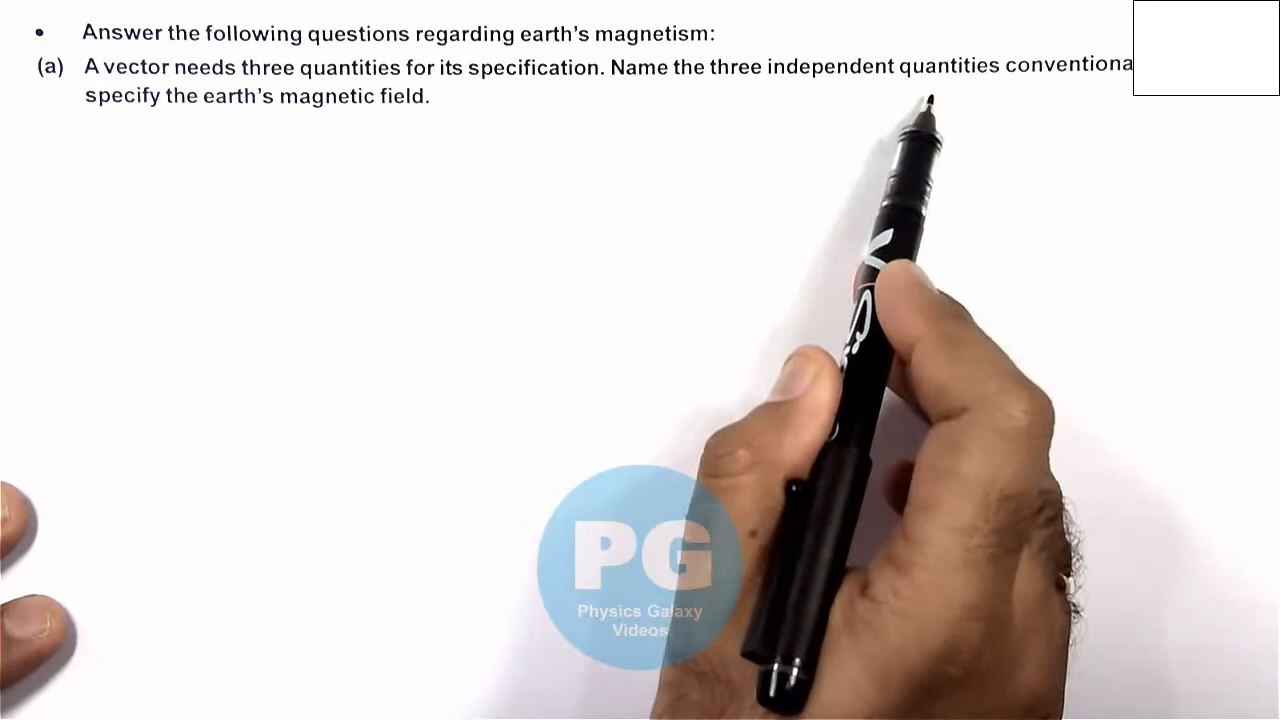 • Answer the following questions regarding earth's magnetism:
(a) A vector needs three quantities for its specification. Name the three independent quantities conventiona
specify the earth's magnetic field.
PG
Physics Galaxy
Videos